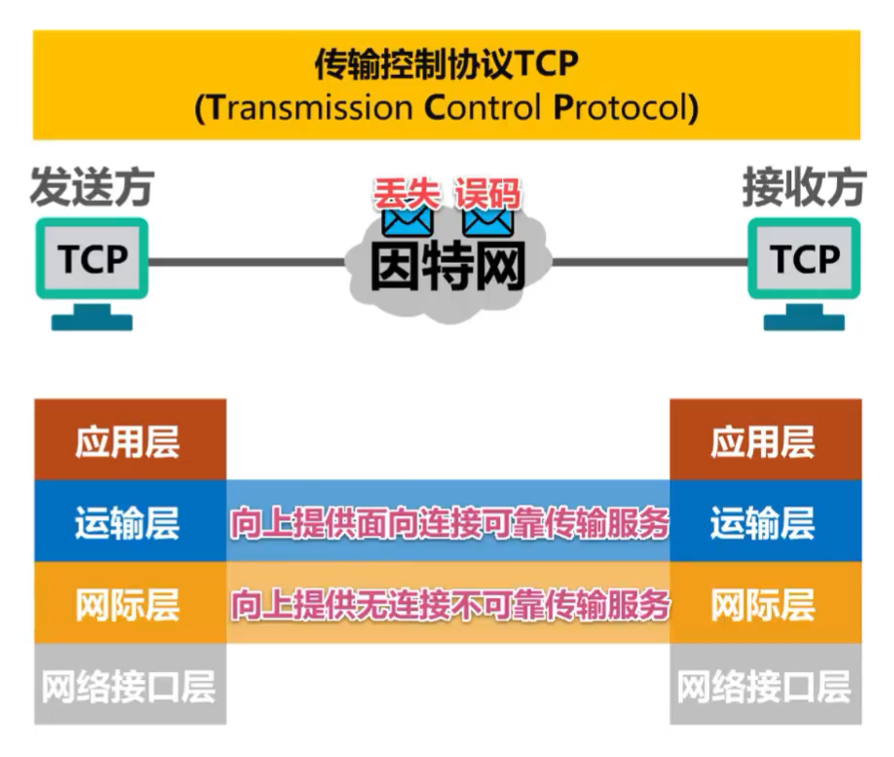 传输控制协议TCP
(Transmission Control Protocol)
发送方
丢失 误码
接收方
TCP
因特网
TCP
应用层
应用层
运输层
向上提供面向连接可靠传输服务
运输层
网际层
向上提供无连接不可靠传输服务
网际层
网络接口层
网络接口层